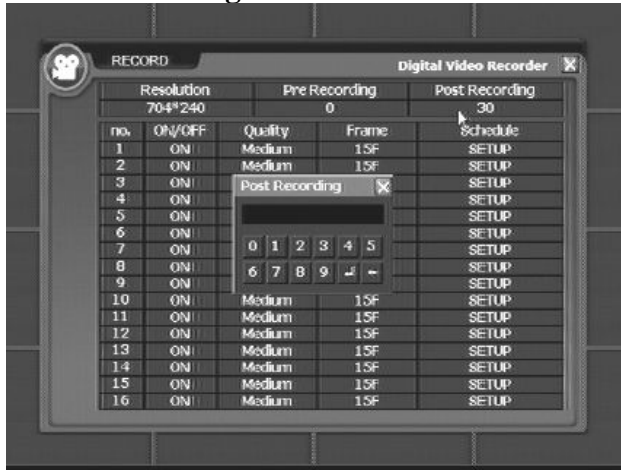 RECORD
Digital Video Recorder X
Resolution Pre Recording Post Recording
704*240 0 30
no. ON/OFF Quality Frame Schedule
1 ON Medium 15F SETUP
2 ON Medium 15F SETUP
3 ON SETUP
4 ON SETUP
5 ON SETUP
6 ON SETUP
7 ON SETUP
8 ON SETUP
9 ON SETUP
10 ON Medium 15F SETUP
11 ON Medium 15F SETUP
12 ON Medium 15F SETUP
13 ON Medium 15F SETUP
14 ON Medium 15F SETUP
15 ON Medium 15F SETUP
16 ON Medium 15F SETUP
Post Recording X
0 1 2 3 4 5
6 7 8 9